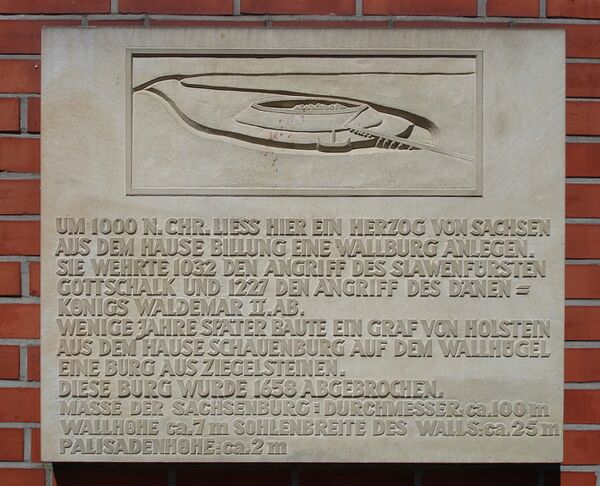 UM 1000 N. CHR. LIESS HIER EIN HERZOG VON SACHSEN
AUS DEM HAUSE BILLUNG EINE WALLBURG ANLEGEN.
SIE WEHRTE 1032 DEN ANGRIFF DES SLAWENFÜRSTEN
GOTTSCHALK UND 1227 DEN ANGRIFF DES DÄNEN =
KÖNIGS WALDEMAR II. AB.
WENIGE JAHRE SPÄTER BAUTE EIN GRAF VON HOLSTEIN
AUS DEM HAUSE SCHAUENBURG AUF DEM WALLHÜGEL
EINE BURG AUS ZIEGELSTEINEN.
DIESE BURG WURDE 1658 ABGEBROCHEN.
MASSE DER SACHSENBURG: DURCHMESSER: ca. 100 m
WALLHÖHE ca. 7 m SOHLENBREITE DES WALLS: ca. 25 m
PALISADENHÖHE: ca. 2 m